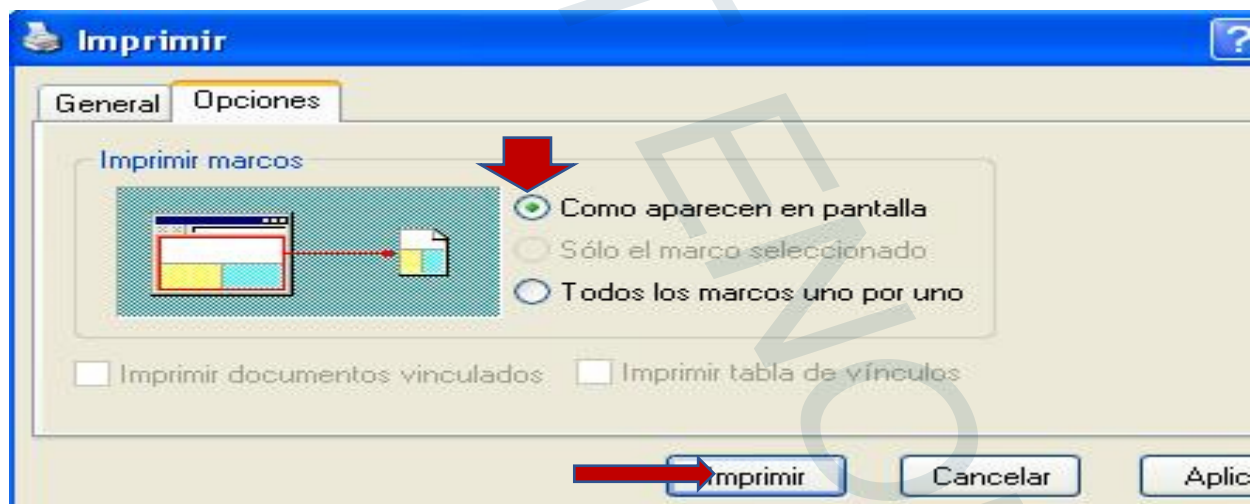 Imprimir
General Opciones
Imprimir marcos
Como aparecen en pantalla
Sólo el marco seleccionado
Todos los marcos uno por uno
Imprimir documentos vinculados Imprimir tabla de vínculos
Imprimir Cancelar Aplic